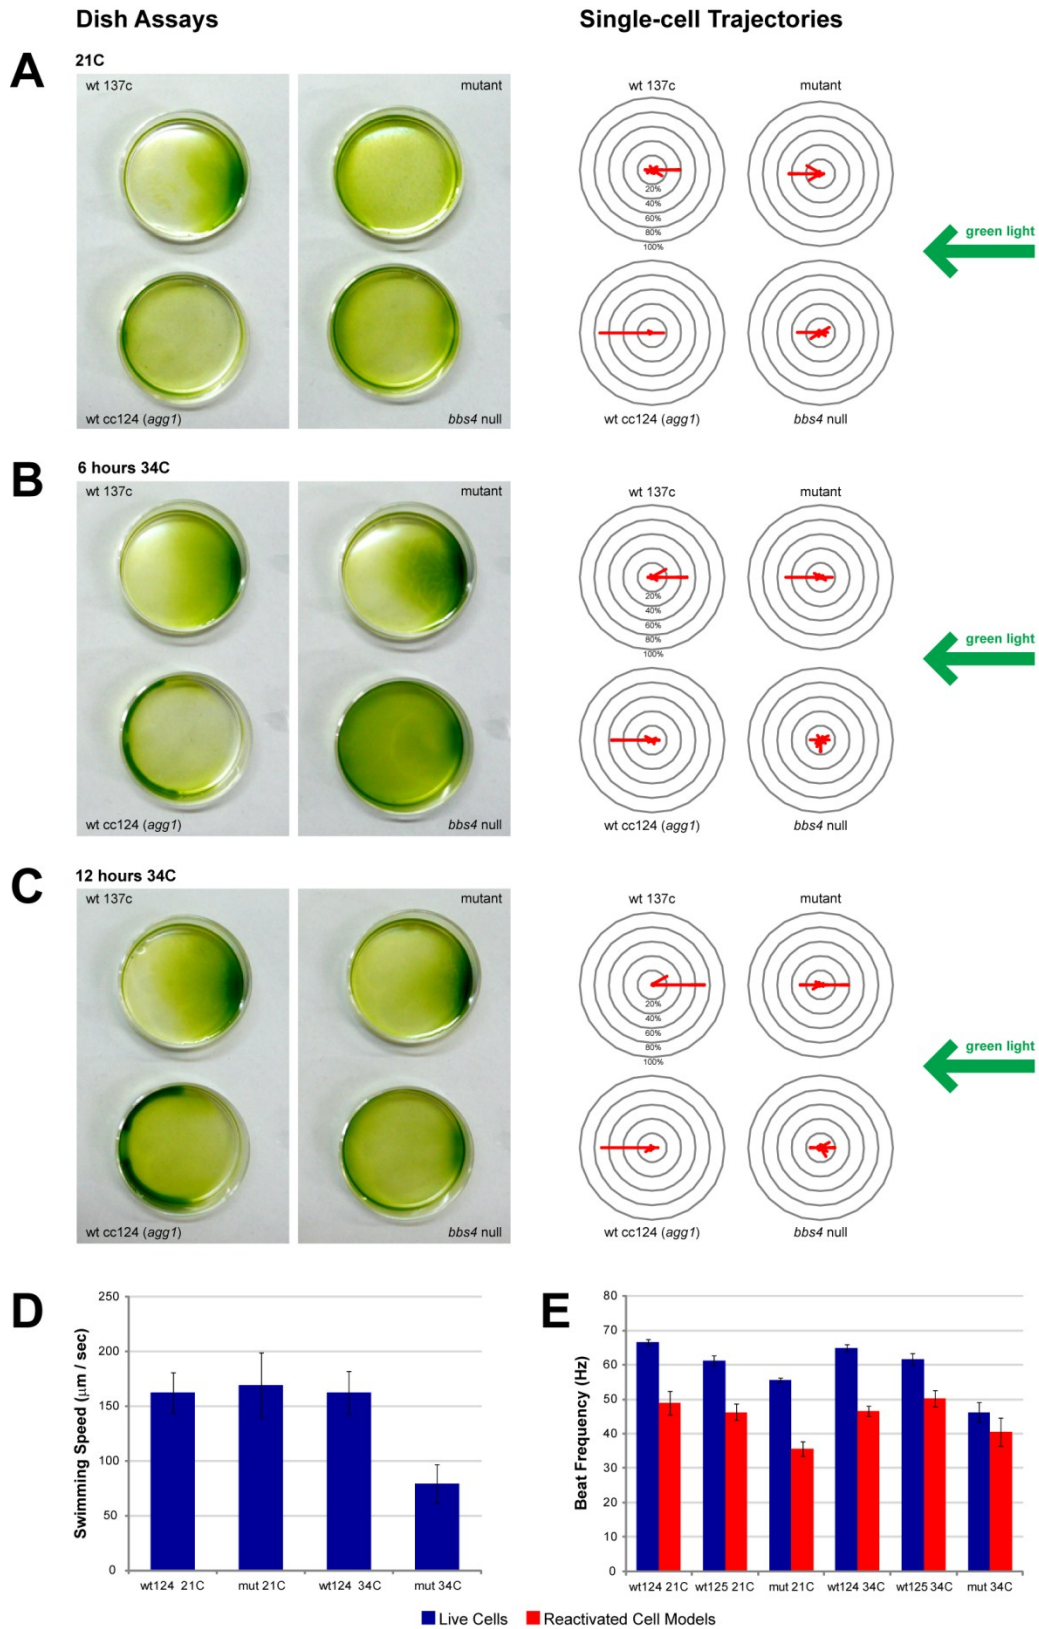 Dish Assays
Single-cell Trajectories
A
21C
wt 137c
mutant
wt cc124 (agg1)
bbs4 null
wt 137c
mutant
20%
40%
60%
80%
100%
wt cc124 (agg1)
bbs4 null
green light
B
6 hours 34C
wt 137c
mutant
wt cc124 (agg1)
bbs4 null
wt 137c
mutant
20%
40%
60%
80%
100%
wt cc124 (agg1)
bbs4 null
green light
C
12 hours 34C
wt 137c
mutant
wt cc124 (agg1)
bbs4 null
wt 137c
mutant
20%
40%
60%
80%
100%
wt cc124 (agg1)
bbs4 null
green light
D
Swimming Speed (μm / sec)
250
200
150
100
50
0
wt124 21C
mut 21C
wt124 34C
mut 34C
E
Beat Frequency (Hz)
80
70
60
50
40
30
20
10
0
wt124 21C
wt125 21C
mut 21C
wt124 34C
wt125 34C
mut 34C
Live Cells
Reactivated Cell Models